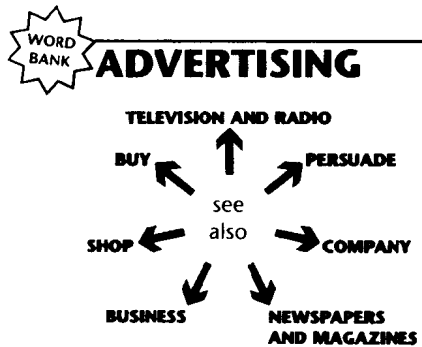 WORD
BANK
ADVERTISING
TELEVISION AND RADIO
BUY
PERSUADE
see
also
SHOP
COMPANY
BUSINESS
NEWSPAPERS
AND MAGAZINES